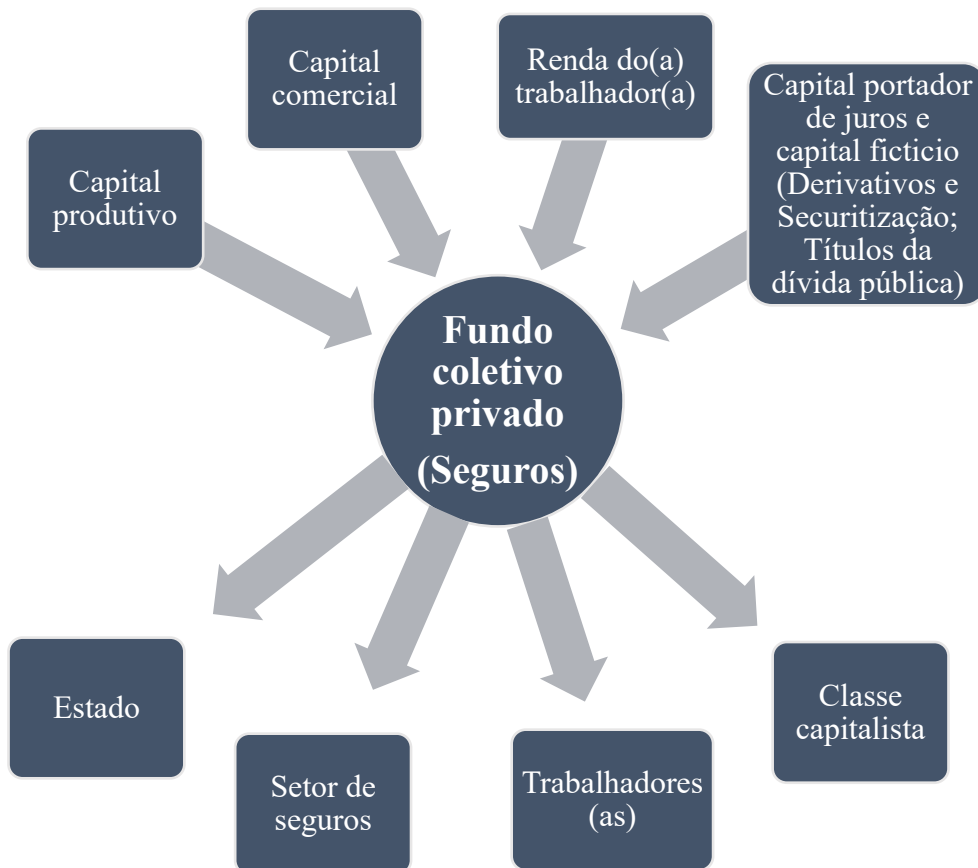 Capital
comercial
Renda do(a)
trabalhador(a)
Capital portador
de juros e
capital ficticio
(Derivativos e
Securitização;
Títulos da
dívida pública)
Capital
produtivo
Fundo
coletivo
privado
(Seguros)
Estado
Setor de
seguros
Trabalhadores
(as)
Classe
capitalista